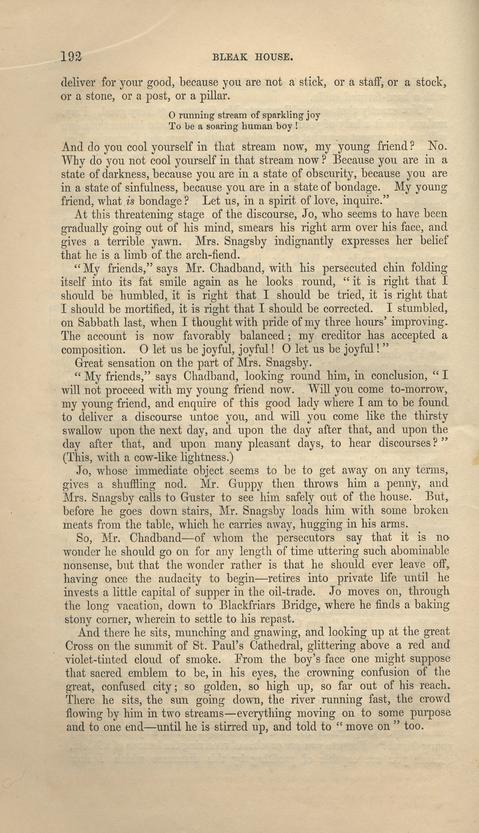 192 BLEAK HOUSE.
deliver for your good, because you are not a stick, or a staff, or a stock,
or a stone, or a post, or a pillar.
O running stream of sparkling joy
To be a soaring human boy!
And do you cool yourself in that stream now, my young friend? No.
Why do you not cool yourself in that stream now? Because you are in a
state of darkness, because you are in a state of obscurity, because you are
in a state of sinfulness, because you are in a state of bondage. My young
friend, what is bondage? Let us, in a spirit of love, inquire."
At this threatening stage of the discourse, Jo, who seems to have been
gradually going out of his mind, smears his right arm over his face, and
gives a terrible yawn. Mrs. Snagsby indignantly expresses her belief
that he is a limb of the arch-fiend.
"My friends," says Mr. Chadband, with his persecuted chin folding
itself into its fat smile again as he looks round, "it is right that I
should be humbled, it is right that I should be tried, it is right that
I should be mortified, it is right that I should be corrected. I stumbled,
on Sabbath last, when I thought with pride of my three hours' improving.
The account is now favorably balanced; my creditor has accepted a
composition. O let us be joyful, joyful! O let us be joyful!"
Great sensation on the part of Mrs. Snagsby.
"My friends," says Chadband, looking round him, in conclusion, "I
will not proceed with my young friend now. Will you come to-morrow,
my young friend, and enquire of this good lady where I am to be found
to deliver a discourse untoe you, and will you come like the thirsty
swallow upon the next day, and upon the day after that, and upon the
day after that, and upon many pleasant days, to hear discourses?"
(This, with a cow-like lightness.)
Jo, whose immediate object seems to be to get away on any terms,
gives a shuffling nod. Mr. Guppy then throws him a penny, and
Mrs. Snagsby calls to Guster to see him safely out of the house. But,
before he goes down stairs, Mr. Snagsby loads him with some broken
meats from the table, which he carries away, hugging in his arms.
So, Mr. Chadband—of whom the persecutors say that it is no
wonder he should go on for any length of time uttering such abominable
nonsense, but that the wonder rather is that he should ever leave off,
having once the audacity to begin—retires into private life until he
invests a little capital of supper in the oil-trade. Jo moves on, through
the long vacation, down to Blackfriars Bridge, where he finds a baking
stony corner, wherein to settle to his repast.
And there he sits, munching and gnawing, and looking up at the great
Cross on the summit of St. Paul's Cathedral, glittering above a red and
violet-tinted cloud of smoke. From the boy's face one might suppose
that sacred emblem to be, in his eyes, the crowning confusion of the
great, confused city; so golden, so high up, so far out of his reach.
There he sits, the sun going down, the river running fast, the crowd
flowing by him in two streams—everything moving on to some purpose
and to one end—until he is stirred up, and told to "move on" too.